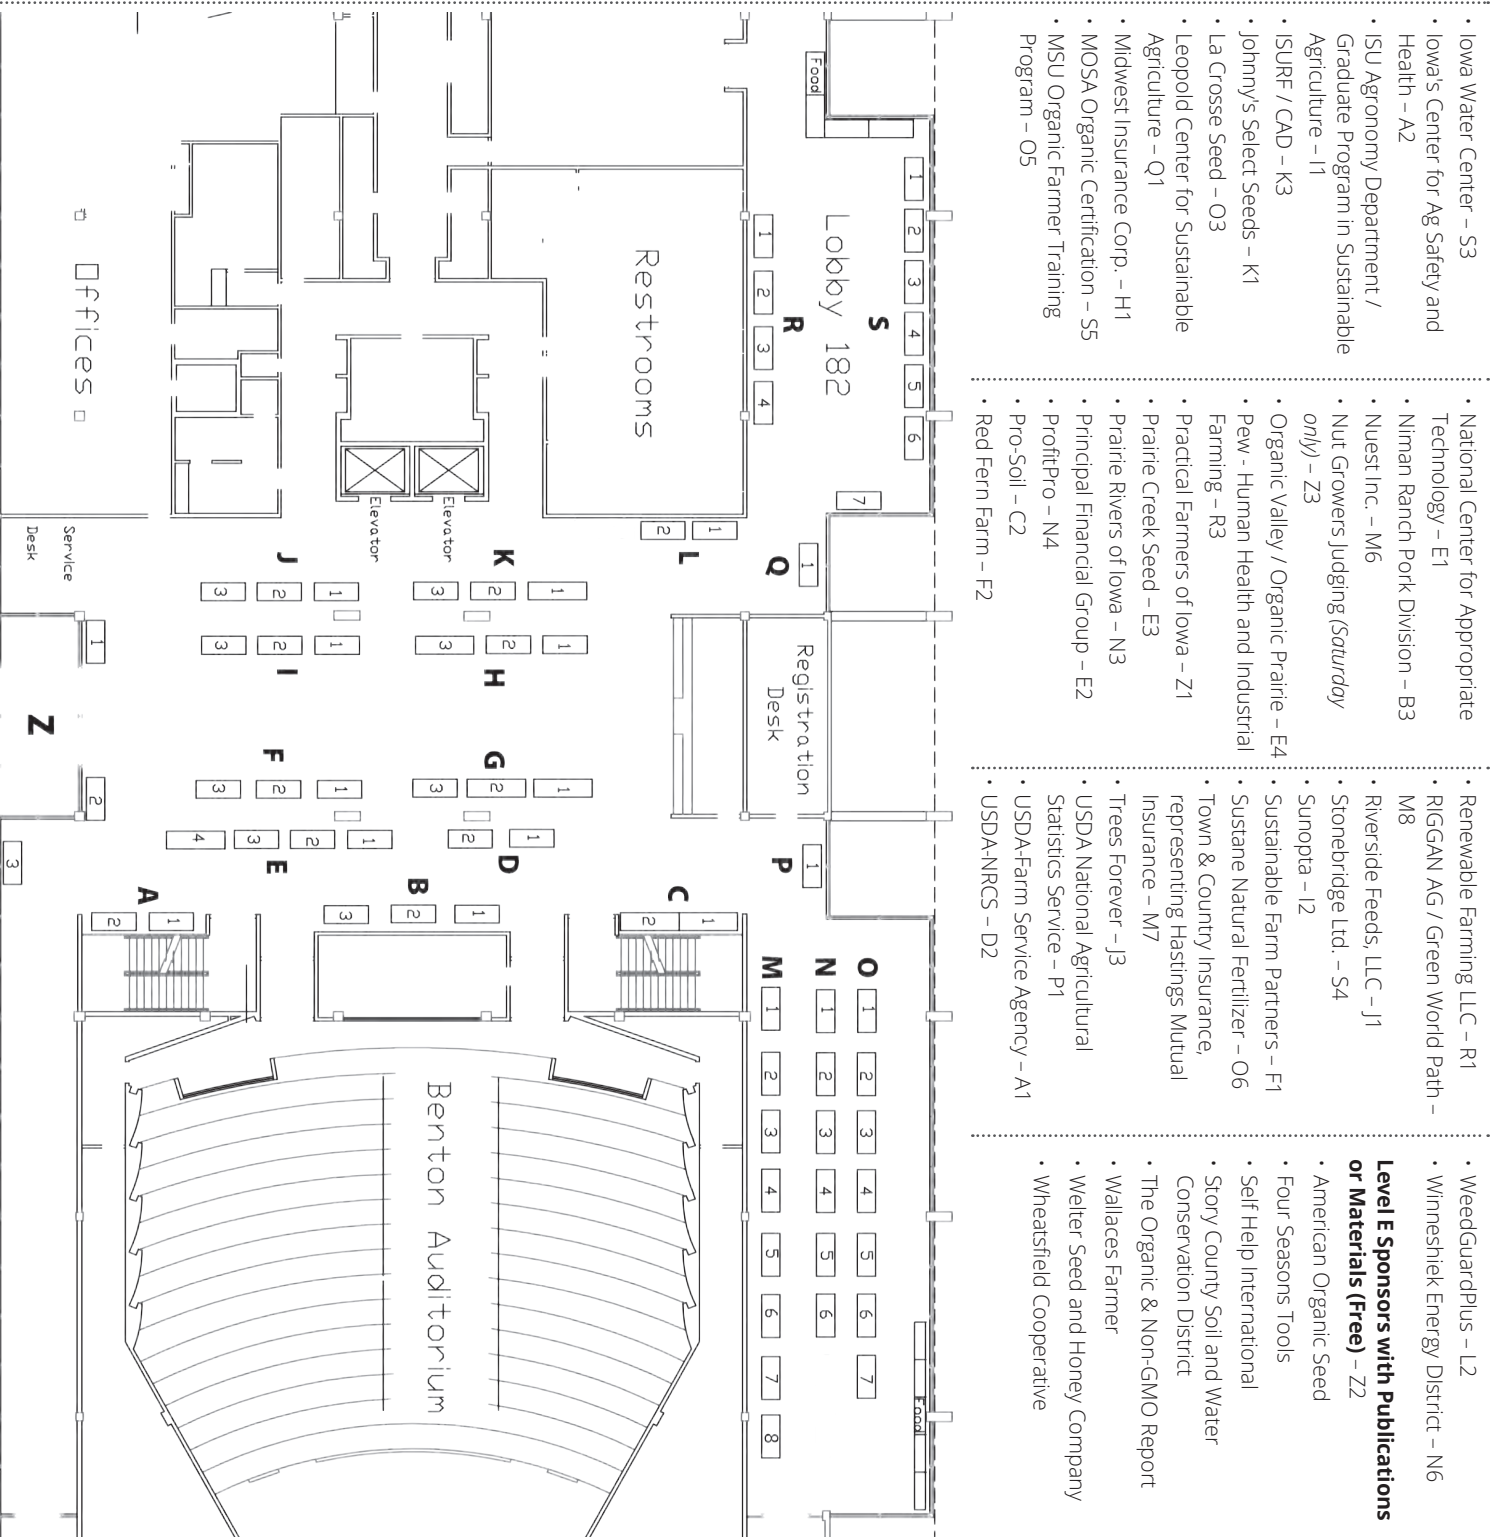 • Iowa Water Center – S3
• Iowa's Center for Ag Safety and
Health – A2
• ISU Agronomy Department /
Graduate Program in Sustainable
Agriculture – I1
• ISURF / CAD – K3
• Johnny's Select Seeds – K1
• La Crosse Seed – O3
• Leopold Center for Sustainable
Agriculture – Q1
• Midwest Insurance Corp. – H1
• MOSA Organic Certification – S5
• MSU Organic Farmer Training
Program – O5
• National Center for Appropriate
Technology – E1
• Niman Ranch Pork Division – B3
• Nuest Inc. – M6
• Nut Growers Judging (Saturday
only) – Z3
• Organic Valley / Organic Prairie – E4
• Pew - Human Health and Industrial
Farming – R3
• Practical Farmers of Iowa – Z1
• Prairie Creek Seed – E3
• Prairie Rivers of Iowa – N3
• Principal Financial Group – E2
• ProfitPro – N4
• Pro-Soil – C2
• Red Fern Farm – F2
• Renewable Farming LLC – R1
• RIGGAN AG / Green World Path –
M8
• Riverside Feeds, LLC – J1
• Stonebridge Ltd. – S4
• Sunopta – I2
• Sustainable Farm Partners – F1
• Sustane Natural Fertilizer – O6
• Town & Country Insurance,
representing Hastings Mutual
Insurance – M7
• Trees Forever – J3
• USDA National Agricultural
Statistics Service – P1
• USDA-Farm Service Agency – A1
• USDA-NRCS – D2
• WeedGuardPlus – L2
• Winneshiek Energy DIstrict – N6
Level E Sponsors with Publications
or Materials (Free) – Z2
• American Organic Seed
• Four Seasons Tools
• Self Help International
• Story County Soil and Water
Conservation District
• The Organic & Non-GMO Report
• Wallaces Farmer
• Welter Seed and Honey Company
• Wheatsfield Cooperative
Food
1 2 3 4 5 6
S
7
Lobby 182
Food
R
1 2 3 4
Restrooms
Q
1
Registration
Desk
P
1
O
1 2 3 4 5 6 7
N
1 2 3 4 5 6
M
1 2 3 4 5 6 7 8
Food
L
1
2
K
1
2
3
H
1
2
3
G
1
2
3
D
1
2
C
1
2
Elevator
Elevator
J
1
2
3
I
1
2
3
F
1
2
3
E
1
2
3
4
B
1
2
3
A
1
2
Benton Auditorium
Offices
Service
Desk
Z
1
2
3